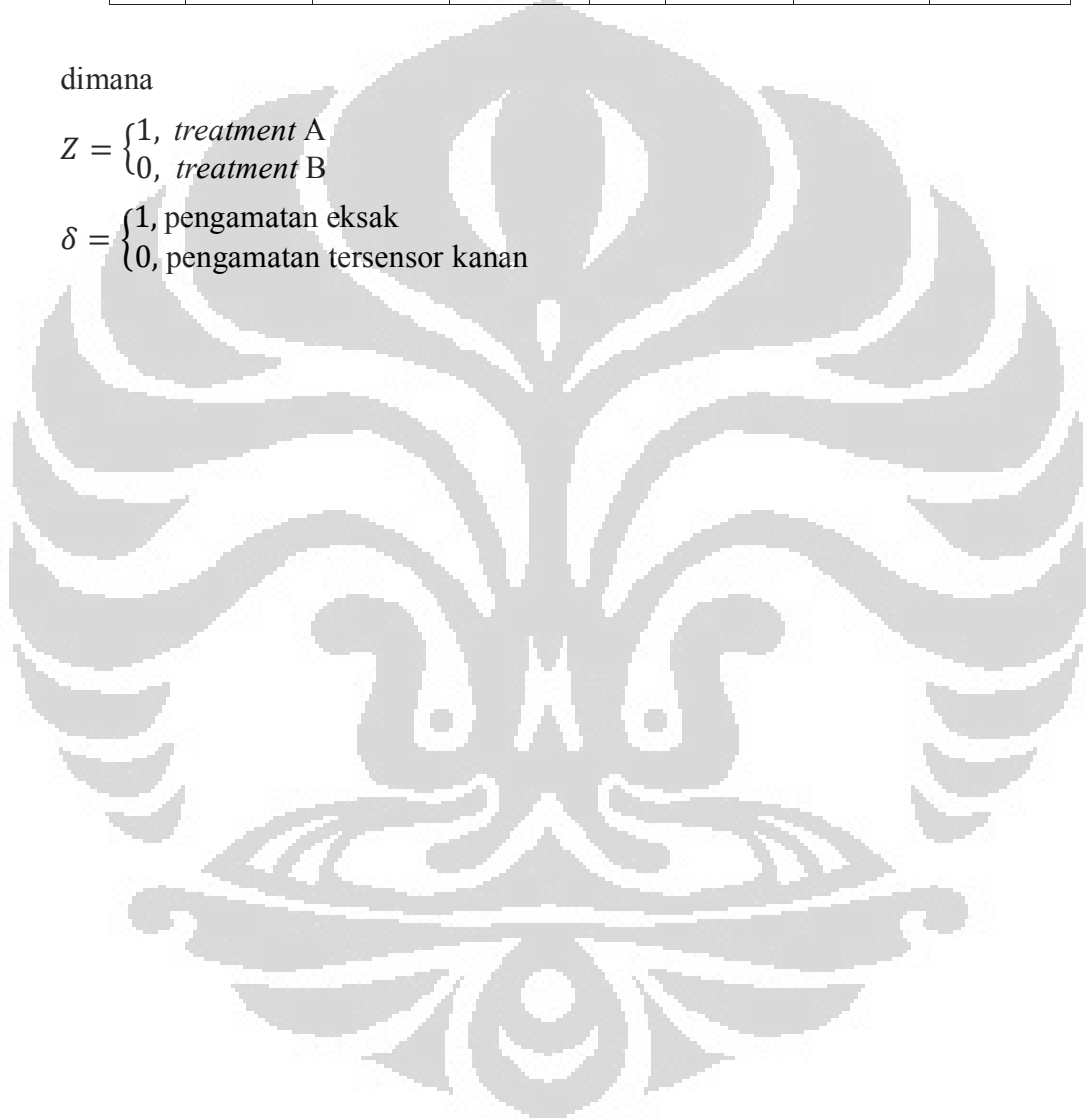 dimana
Z = {1, treatment A
0, treatment B
δ = {1, pengamatan eksak
0, pengamatan tersensor kanan